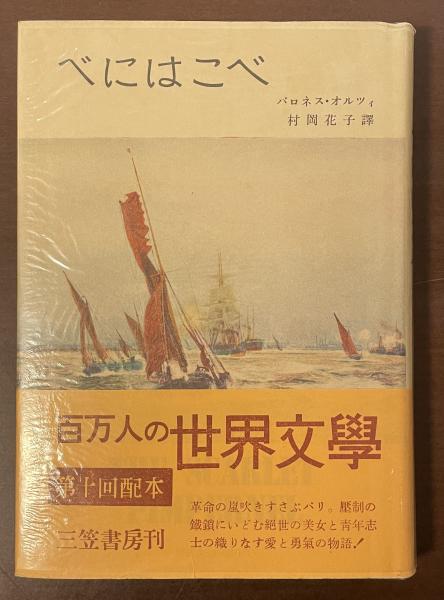 べにはこべ
バロネス・オルツィ
村岡花子譯
百万人の世界文學
第十回配本
三笠書房刊
革命の嵐吹きすさぶパリ。壓制の
鐵鎖にいどむ絶世の美女と青年志
士の織りなす愛と勇氣の物語！